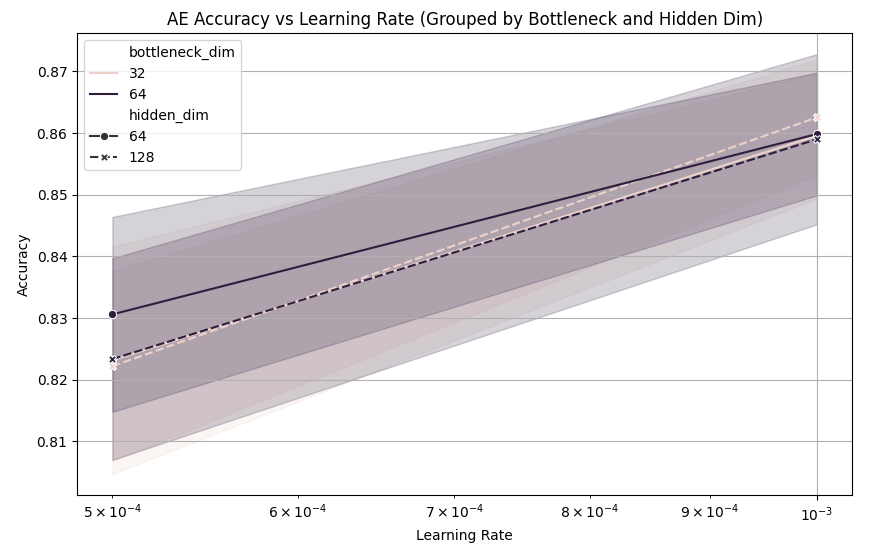 AE Accuracy vs Learning Rate (Grouped by Bottleneck and Hidden Dim)
bottleneck_dim
32
64
hidden_dim
64
128
0.87
0.86
0.85
0.84
0.83
0.82
0.81
Accuracy
5 × 10⁻⁴
6 × 10⁻⁴
7 × 10⁻⁴
8 × 10⁻⁴
9 × 10⁻⁴
10⁻³
Learning Rate